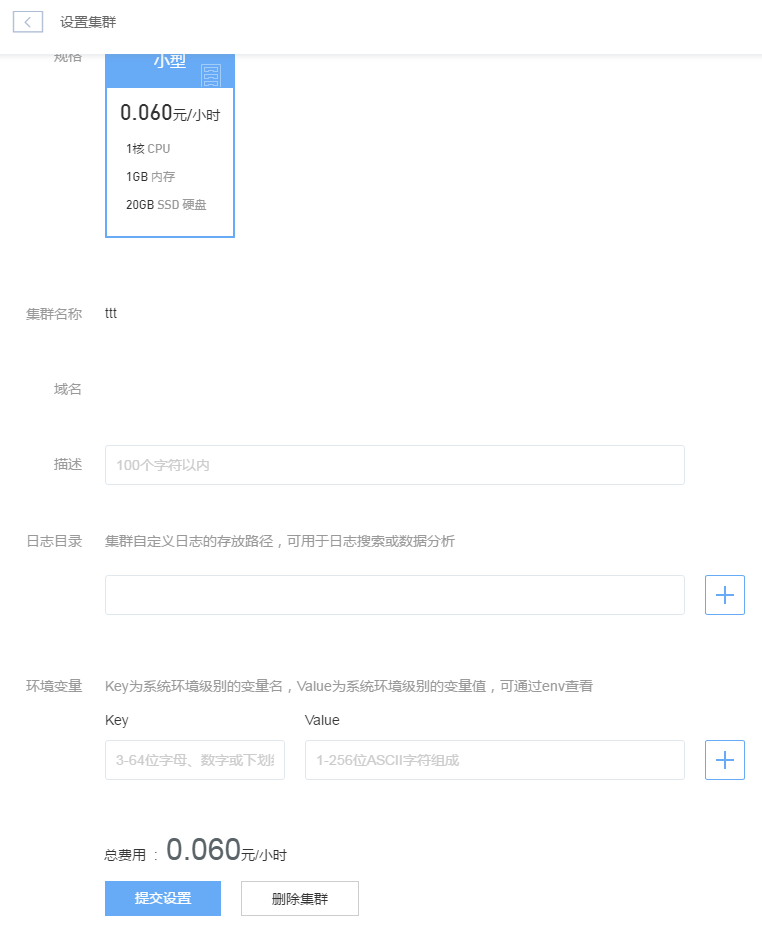 设置集群
规格
小型
0.060元/小时
1核 CPU
1GB 内存
20GB SSD 硬盘
集群名称 ttt
域名
描述 100个字符以内
日志目录 集群自定义日志的存放路径，可用于日志搜索或数据分析
环境变量 Key为系统环境级别的变量名，Value为系统环境级别的变量值，可通过env查看
Key Value
3-64位字母、数字或下划 1-256位ASCII字符组成
总费用 : 0.060元/小时
提交设置 删除集群